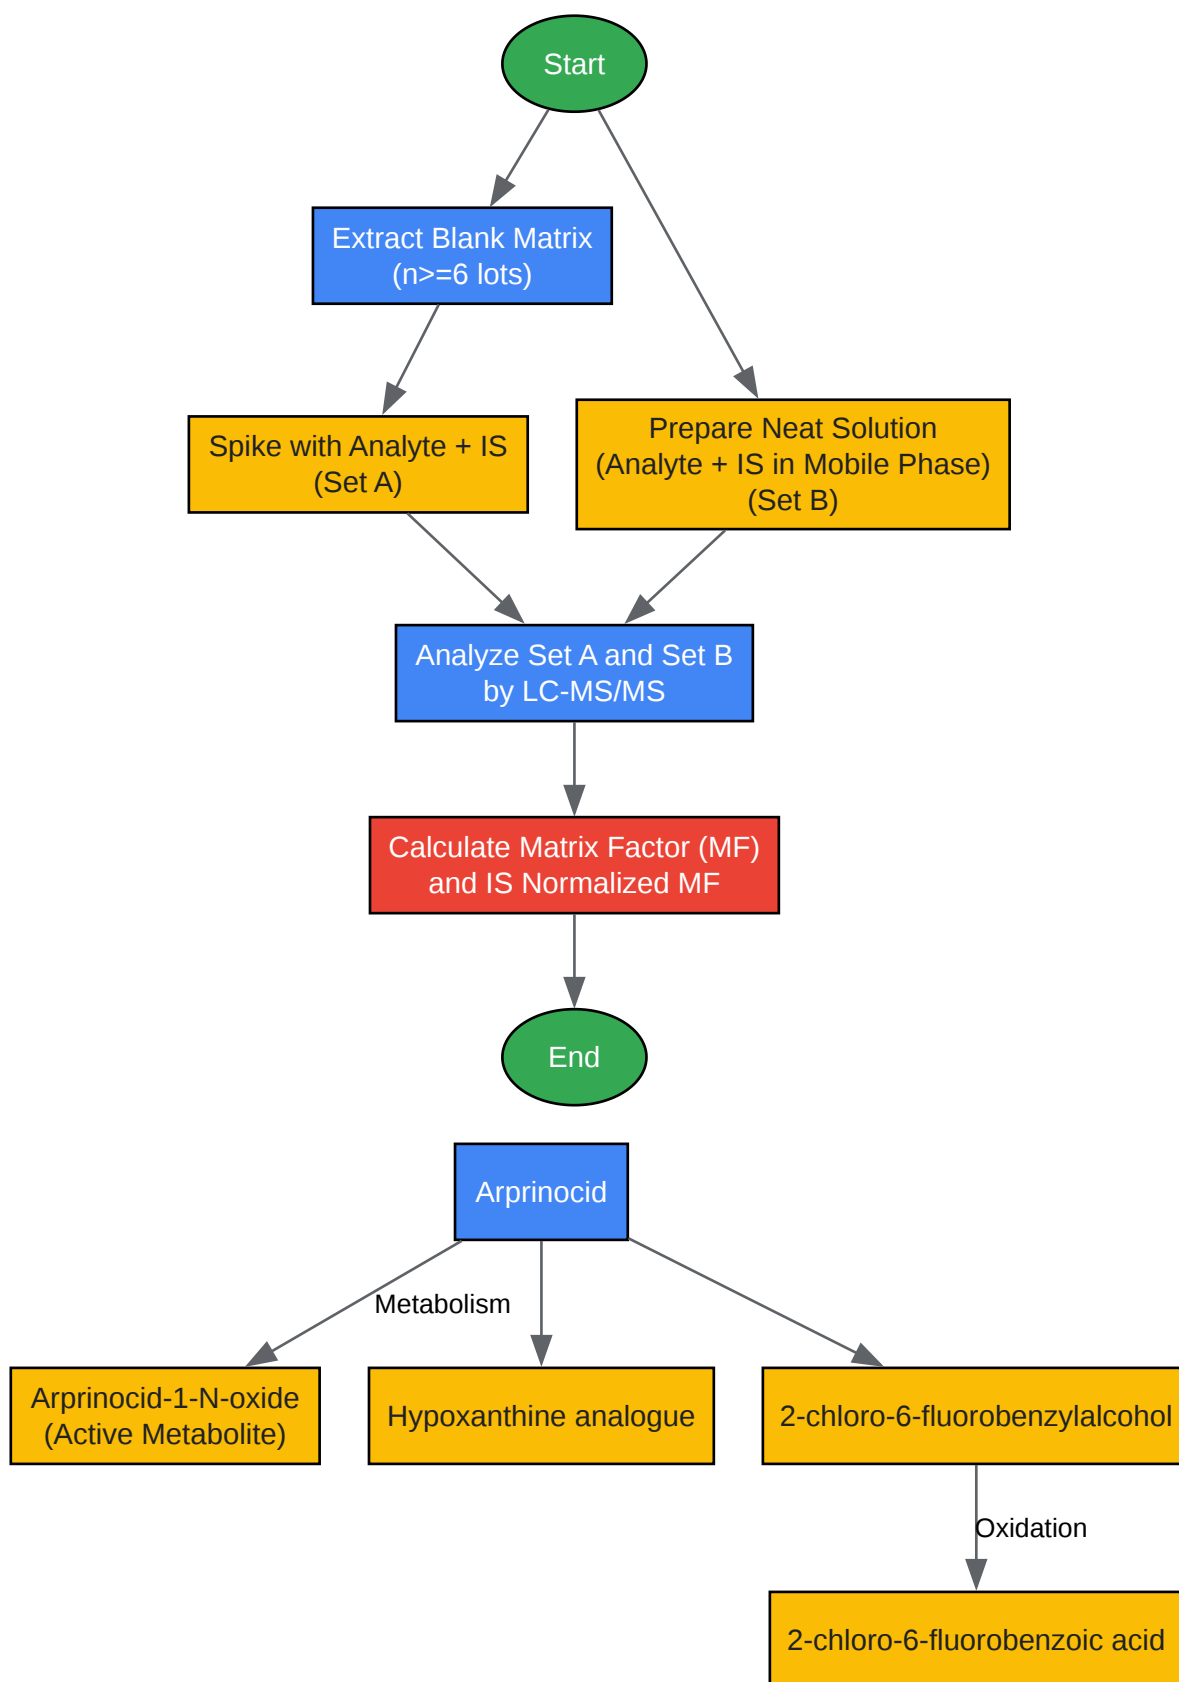 Start
Extract Blank Matrix
(n>=6 lots)
Spike with Analyte + IS
(Set A)
Prepare Neat Solution
(Analyte + IS in Mobile Phase)
(Set B)
Analyze Set A and Set B
by LC-MS/MS
Calculate Matrix Factor (MF)
and IS Normalized MF
End
Arprinocid
Metabolism
Arprinocid-1-N-oxide
(Active Metabolite)
Hypoxanthine analogue
2-chloro-6-fluorobenzylalcohol
Oxidation
2-chloro-6-fluorobenzoic acid